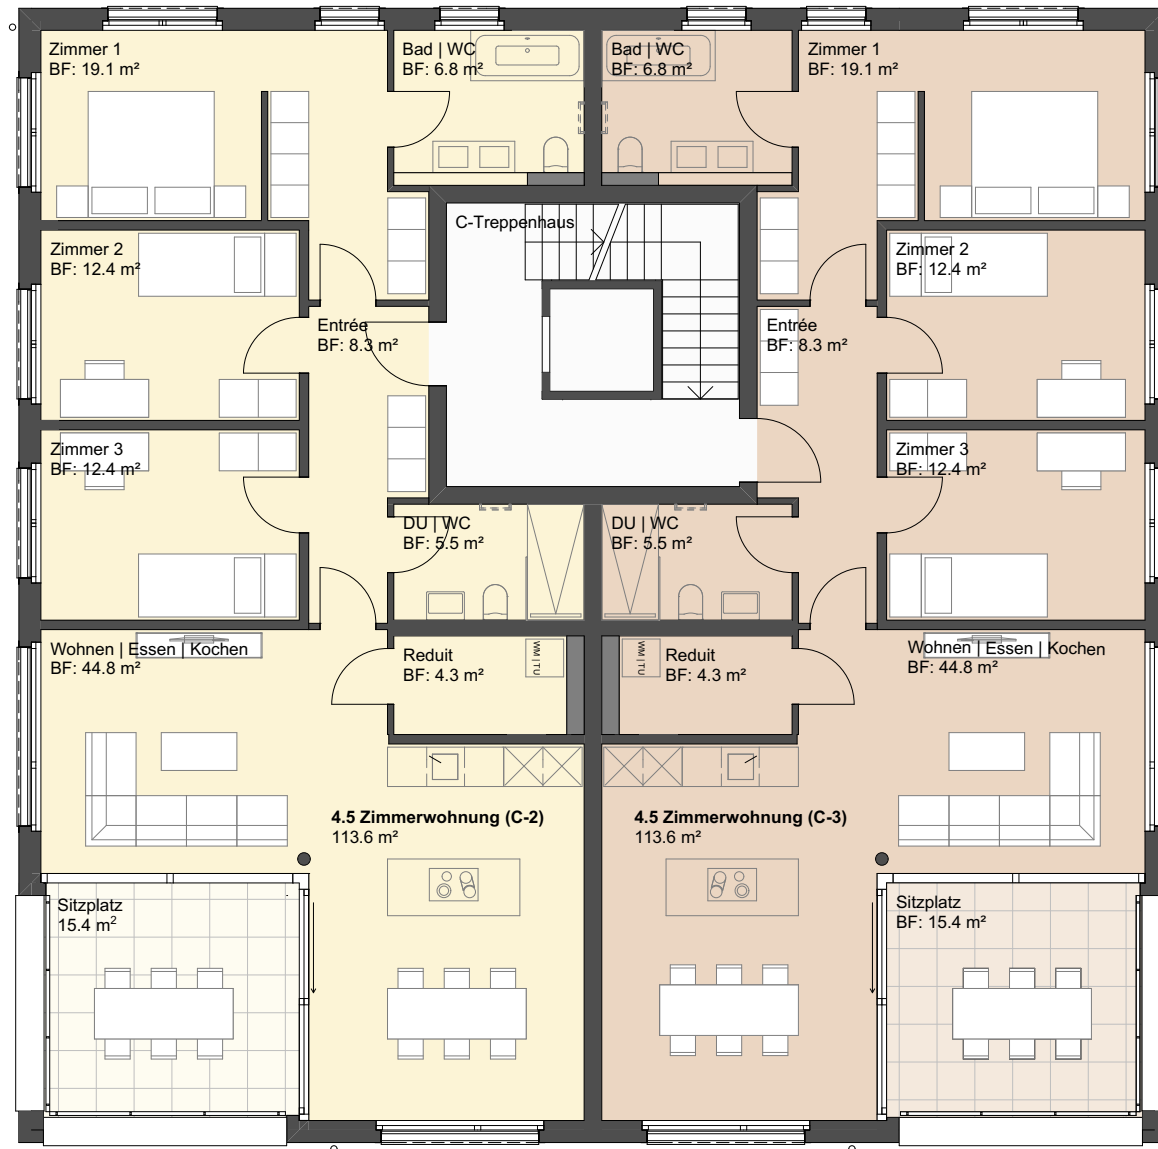 Zimmer 1
BF: 19.1 m²
Bad | WC
BF: 6.8 m²
Bad | WC
BF: 6.8 m²
Zimmer 1
BF: 19.1 m²
C-Treppenhaus
Zimmer 2
BF: 12.4 m²
Zimmer 2
BF: 12.4 m²
Entrée
BF: 8.3 m²
Entrée
BF: 8.3 m²
Zimmer 3
BF: 12.4 m²
Zimmer 3
BF: 12.4 m²
DU | WC
BF: 5.5 m²
DU | WC
BF: 5.5 m²
Wohnen | Essen | Kochen
BF: 44.8 m²
Reduit
BF: 4.3 m²
WM | TU
WM | TU
Reduit
BF: 4.3 m²
Wohnen | Essen | Kochen
BF: 44.8 m²
4.5 Zimmerwohnung (C-2)
113.6 m²
4.5 Zimmerwohnung (C-3)
113.6 m²
Sitzplatz
15.4 m²
Sitzplatz
BF: 15.4 m²